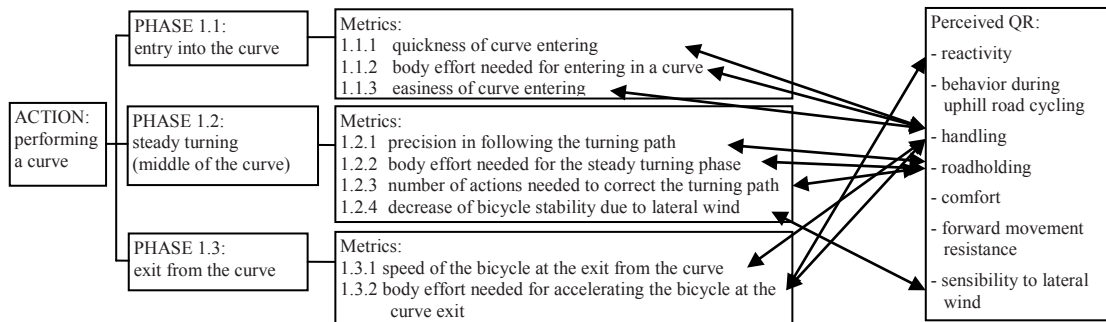 ACTION:
performing
a curve
PHASE 1.1:
entry into the curve
PHASE 1.2:
steady turning
(middle of the curve)
PHASE 1.3:
exit from the curve
Metrics:
1.1.1 quickness of curve entering
1.1.2 body effort needed for entering in a curve
1.1.3 easiness of curve entering
Metrics:
1.2.1 precision in following the turning path
1.2.2 body effort needed for the steady turning phase
1.2.3 number of actions needed to correct the turning path
1.2.4 decrease of bicycle stability due to lateral wind
Metrics:
1.3.1 speed of the bicycle at the exit from the curve
1.3.2 body effort needed for accelerating the bicycle at the
curve exit
Perceived QR:
- reactivity
- behavior during
uphill road cycling
- handling
- roadholding
- comfort
- forward movement
resistance
- sensibility to lateral
wind